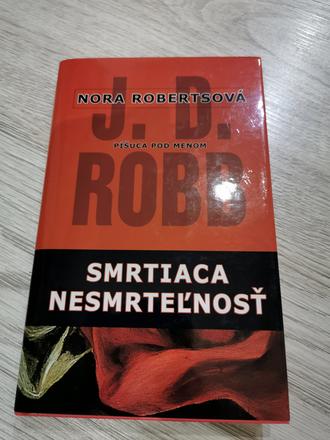 NORA ROBERTSOVÁ
J. D.
PÍŠUCA POD MENOM
ROBB
SMRTIACA
NESMRTEĽNOSŤ